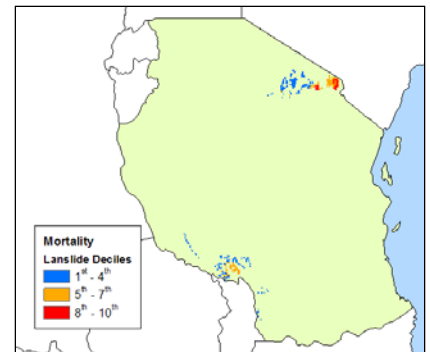 Mortality
Lanslide Deciles
1st - 4th
5th - 7th
8th - 10th